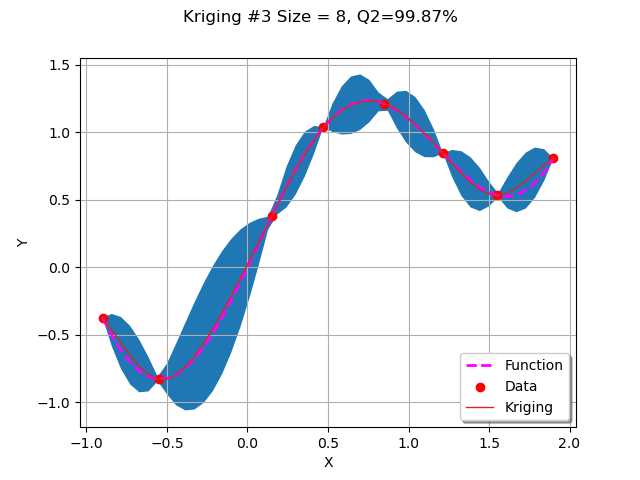 Kriging #3 Size = 8, Q2=99.87%
1.5
1.0
0.5
0.0
−0.5
−1.0
Y
−1.0 −0.5 0.0 0.5 1.0 1.5 2.0
X
Function
Data
Kriging